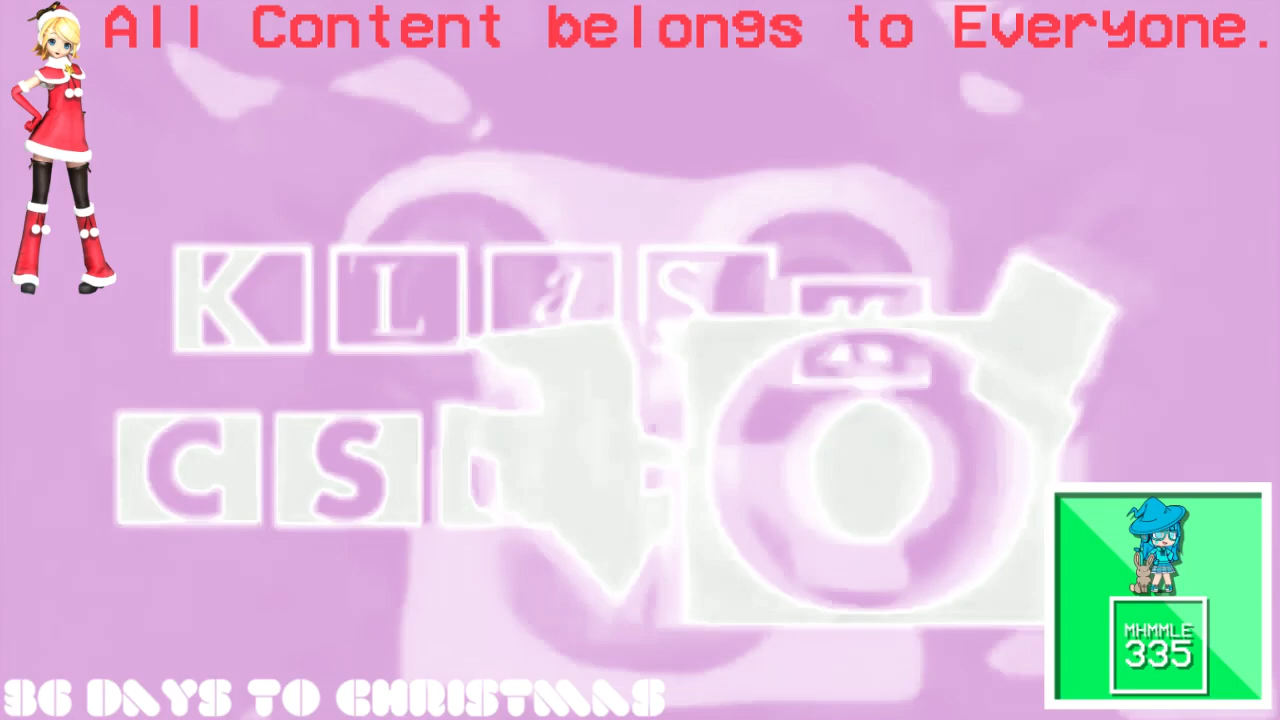 All Content belongs to Everyone.
K L a s
C S
MHMMLE
335
36 DAYS TO CHRISTMAS